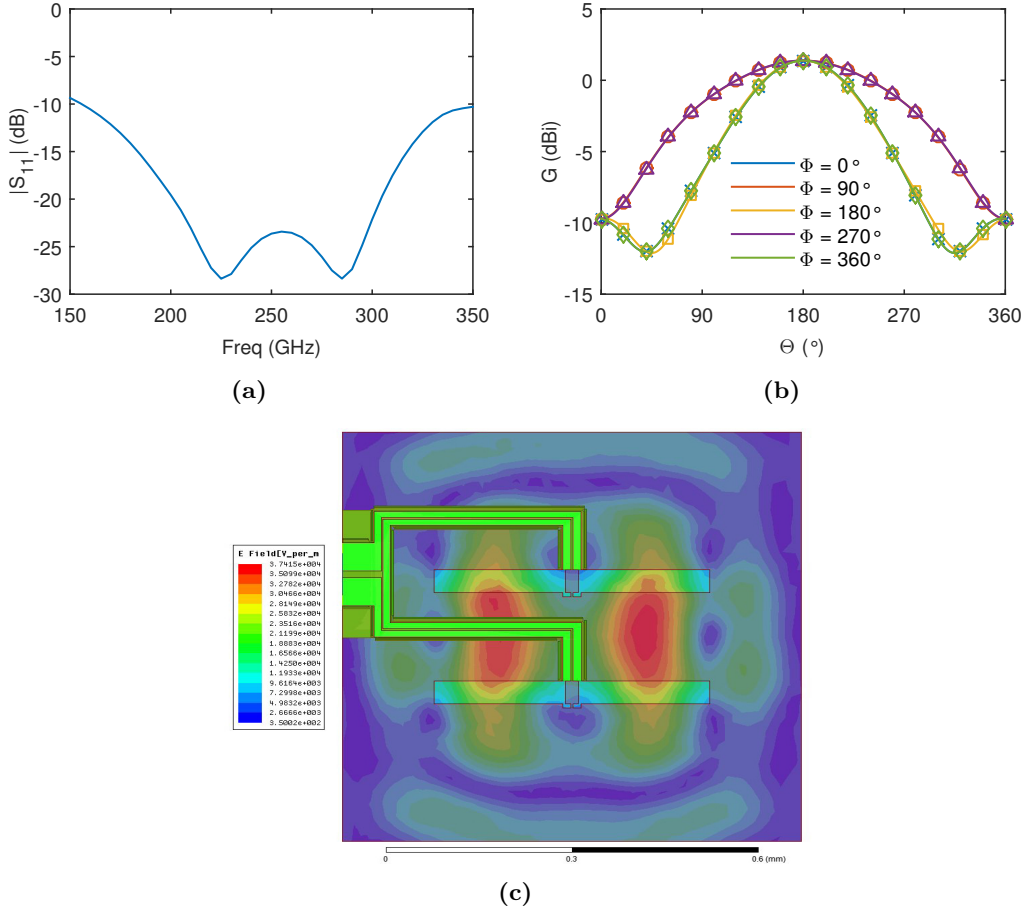 0
-5
-10
-15
-20
-25
-30
|S11| (dB)
150
200
250
300
350
Freq (GHz)
(a)
5
0
-5
-10
-15
G (dBi)
Φ = 0°
Φ = 90°
Φ = 180°
Φ = 270°
Φ = 360°
0
90
180
270
360
Θ (°)
(b)
E Field[V_per_m
3.7415e+004
3.5099e+004
3.2782e+004
3.0466e+004
2.8149e+004
2.5832e+004
2.3516e+004
2.1199e+004
1.8883e+004
1.6566e+004
1.4250e+004
1.1933e+004
9.6164e+003
7.2998e+003
4.9832e+003
2.6666e+003
3.5002e+002
0
0.3
0.6 (mm)
(c)